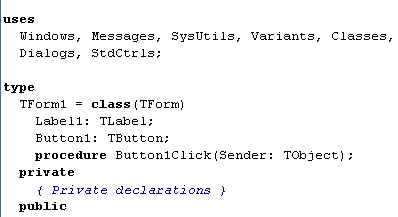 uses
  Windows, Messages, SysUtils, Variants, Classes,
  Dialogs, StdCtrls;

type
  TForm1 = class(TForm)
    Label1: TLabel;
    Button1: TButton;
    procedure Button1Click(Sender: TObject);
  private
    { Private declarations }
  public